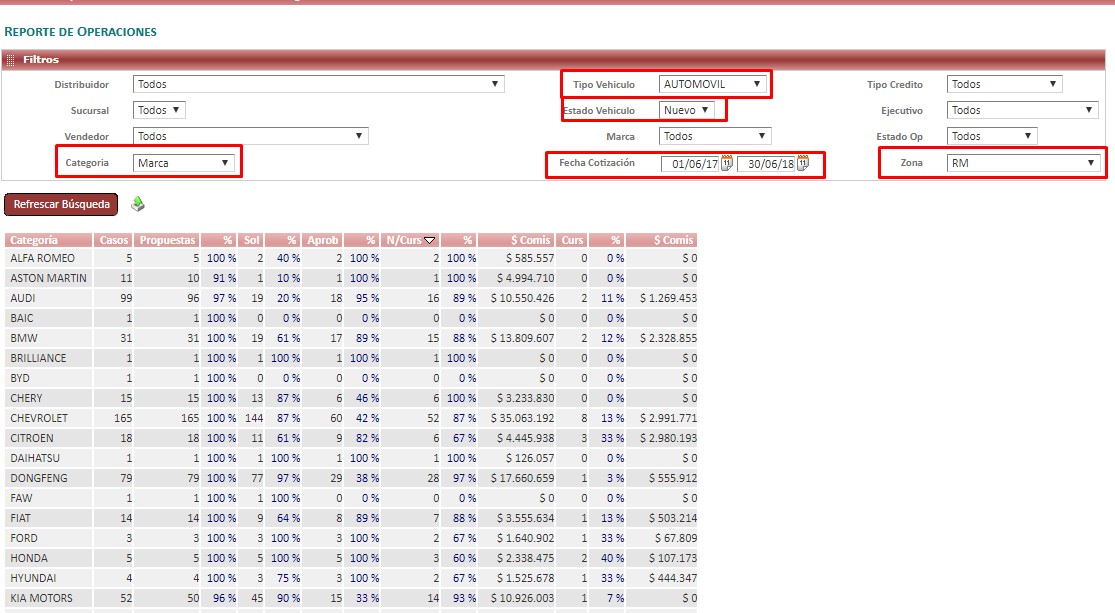 REPORTE DE OPERACIONES
Filtros
Distribuidor Todos Tipo Vehiculo AUTOMOVIL Tipo Credito Todos
Sucursal Todos Estado Vehiculo Nuevo Ejecutivo Todos
Vendedor Todos Marca Todos Estado Op Todos
Categoria Marca Fecha Cotización 01/06/17 30/06/18 Zona RM
Refrescar Búsqueda
Categoría Casos Propuestas % Sol % Aprob % N/Curs % $ Comis Curs % $ Comis
ALFA ROMEO 5 5 100 % 2 40 % 2 100 % 2 100 % $ 585.557 0 0 % $ 0
ASTON MARTIN 11 10 91 % 1 10 % 1 100 % 1 100 % $ 4.994.710 0 0 % $ 0
AUDI 99 96 97 % 19 20 % 18 95 % 16 89 % $ 10.550.426 2 11 % $ 1.269.453
BAIC 1 1 100 % 0 0 % 0 0 % 0 0 % $ 0 0 0 % $ 0
BMW 31 31 100 % 19 61 % 17 89 % 15 88 % $ 13.809.607 2 12 % $ 2.328.855
BRILLIANCE 1 1 100 % 1 100 % 1 100 % 1 100 % $ 0 0 0 % $ 0
BYD 1 1 100 % 0 0 % 0 0 % 0 0 % $ 0 0 0 % $ 0
CHERY 15 15 100 % 13 87 % 6 46 % 6 100 % $ 3.233.830 0 0 % $ 0
CHEVROLET 165 165 100 % 144 87 % 60 42 % 52 87 % $ 35.063.192 8 13 % $ 2.991.771
CITROEN 18 18 100 % 11 61 % 9 82 % 6 67 % $ 4.445.938 3 33 % $ 2.980.193
DAIHATSU 1 1 100 % 1 100 % 1 100 % 1 100 % $ 126.057 0 0 % $ 0
DONGFENG 79 79 100 % 77 97 % 29 38 % 28 97 % $ 17.660.659 1 3 % $ 555.912
FAW 1 1 100 % 1 100 % 0 0 % 0 0 % $ 0 0 0 % $ 0
FIAT 14 14 100 % 9 64 % 8 89 % 7 88 % $ 3.555.634 1 13 % $ 503.214
FORD 3 3 100 % 3 100 % 3 100 % 2 67 % $ 1.640.902 1 33 % $ 67.809
HONDA 5 5 100 % 5 100 % 5 100 % 3 60 % $ 2.338.475 2 40 % $ 107.173
HYUNDAI 4 4 100 % 3 75 % 3 100 % 2 67 % $ 1.525.678 1 33 % $ 444.347
KIA MOTORS 52 50 96 % 45 90 % 15 33 % 14 93 % $ 10.926.003 1 7 % $ 0